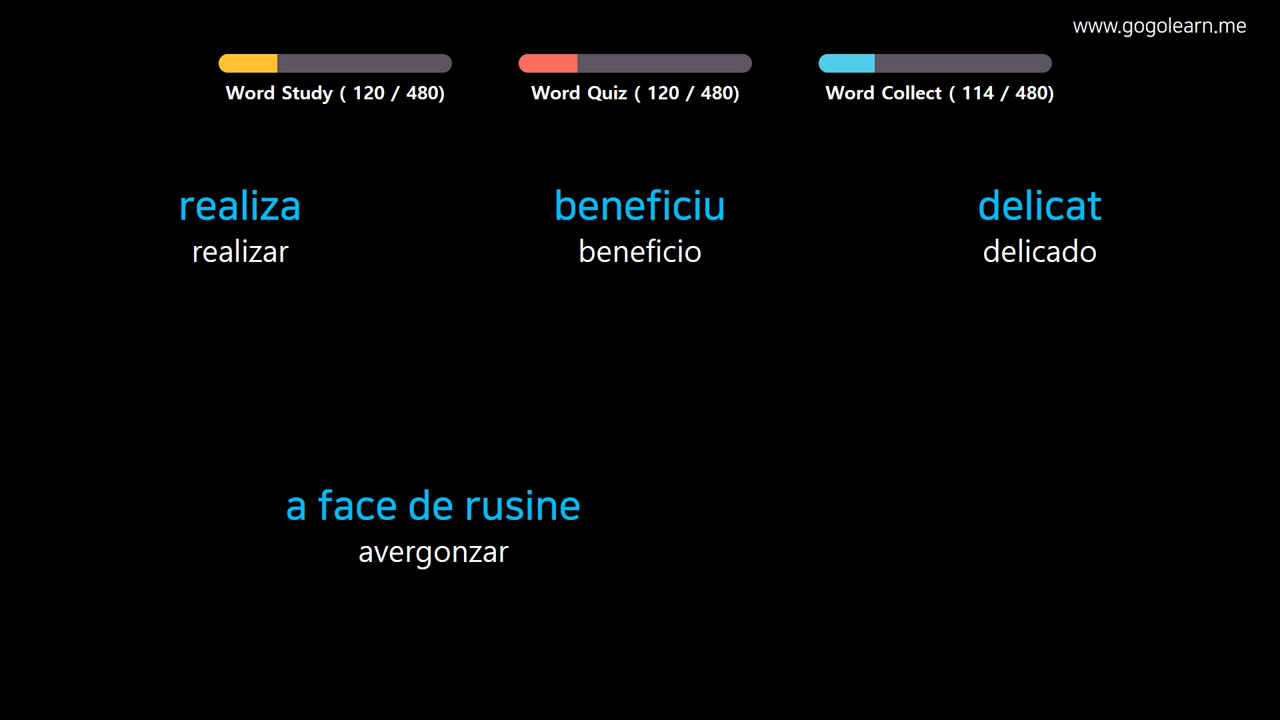 www.gogolearn.me
Word Study ( 120 / 480)
Word Quiz ( 120 / 480)
Word Collect ( 114 / 480)
realiza
realizar
beneficiu
beneficio
delicat
delicado
a face de rusine
avergonzar